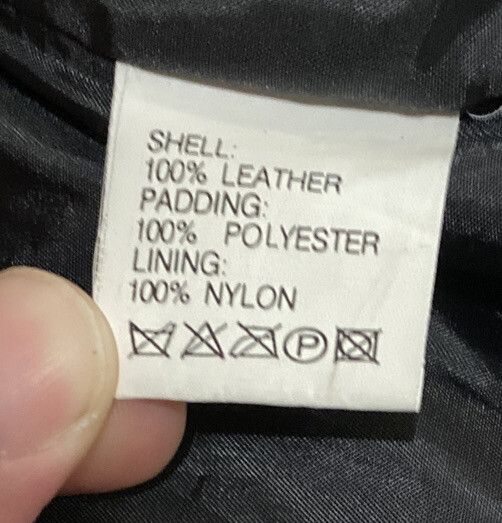 SHELL:
100% LEATHER
PADDING:
100% POLYESTER
LINING:
100% NYLON
P